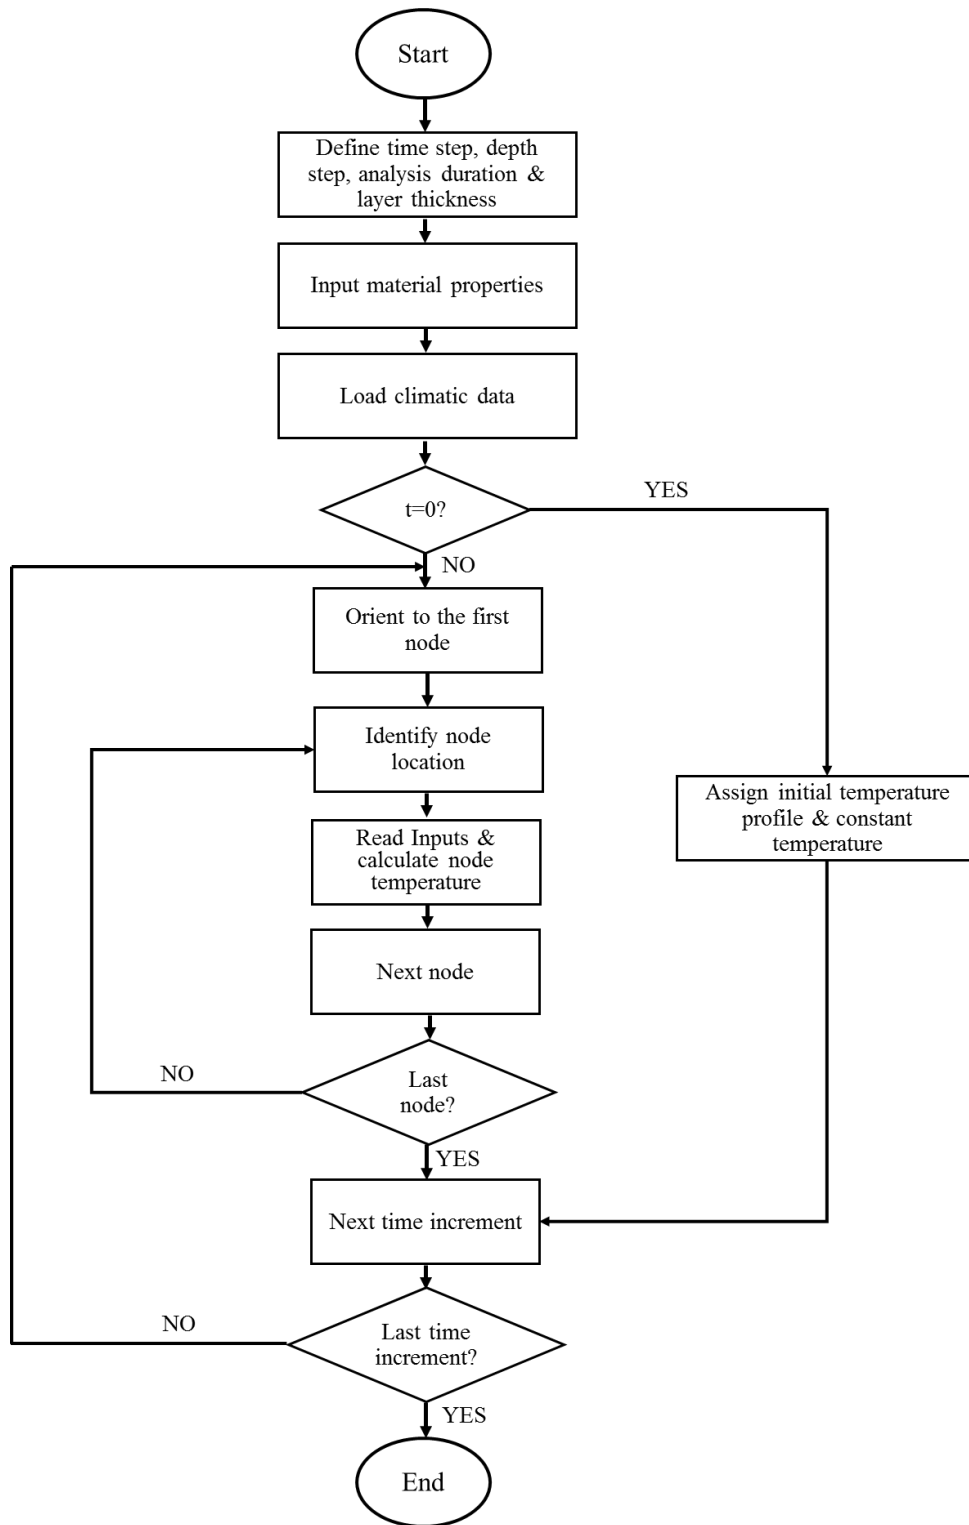 Start
Define time step, depth
step, analysis duration &
layer thickness
Input material properties
Load climatic data
t=0?
YES
NO
Orient to the first
node
Identify node
location
Assign initial temperature
profile & constant
temperature
Read Inputs &
calculate node
temperature
Next node
Last
node?
NO
YES
Next time increment
Last time
increment?
NO
YES
End